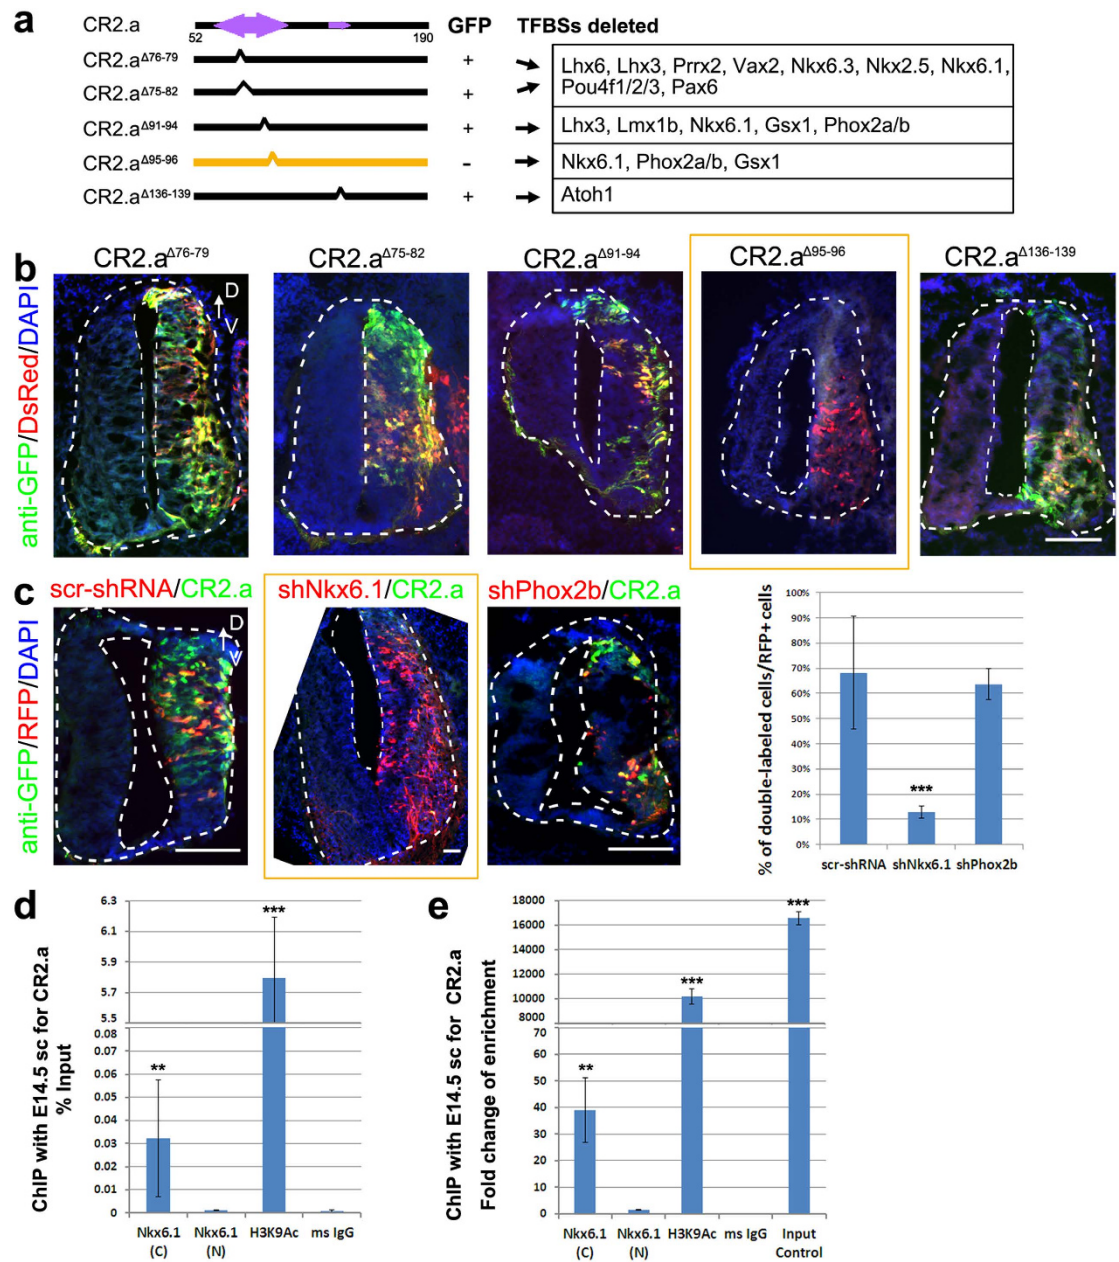 a
CR2.a
GFP
TFBSs deleted
52
190
CR2.aΔ76-79
+
Lhx6, Lhx3, Prrx2, Vax2, Nkx6.3, Nkx2.5, Nkx6.1,
CR2.aΔ75-82
+
Pou4f1/2/3, Pax6
CR2.aΔ91-94
+
Lhx3, Lmx1b, Nkx6.1, Gsx1, Phox2a/b
CR2.aΔ95-96
-
Nkx6.1, Phox2a/b, Gsx1
CR2.aΔ136-139
+
Atoh1
b
CR2.aΔ76-79
CR2.aΔ75-82
CR2.aΔ91-94
CR2.aΔ95-96
CR2.aΔ136-139
anti-GFP/DsRed/DAPI
D
V
c
scr-shRNA/CR2.a
shNkx6.1/CR2.a
shPhox2b/CR2.a
anti-GFP/RFP/DAPI
D
V
% of double-labeled cells/RFP+ cells
100%
90%
80%
70%
60%
50%
40%
30%
20%
10%
0%
***
scr-shRNA
shNkx6.1
shPhox2b
d
ChIP with E14.5 sc for CR2.a
% Input
6.3
6.1
5.9
5.7
5.5
0.08
0.07
0.06
0.05
0.04
0.03
0.02
0.01
0
**
***
Nkx6.1
(C)
Nkx6.1
(N)
H3K9Ac
ms IgG
e
ChIP with E14.5 sc for CR2.a
Fold change of enrichment
18000
16000
14000
12000
10000
8000
70
60
50
40
30
20
10
0
**
***
***
Nkx6.1
(C)
Nkx6.1
(N)
H3K9Ac
ms IgG
Input
Control